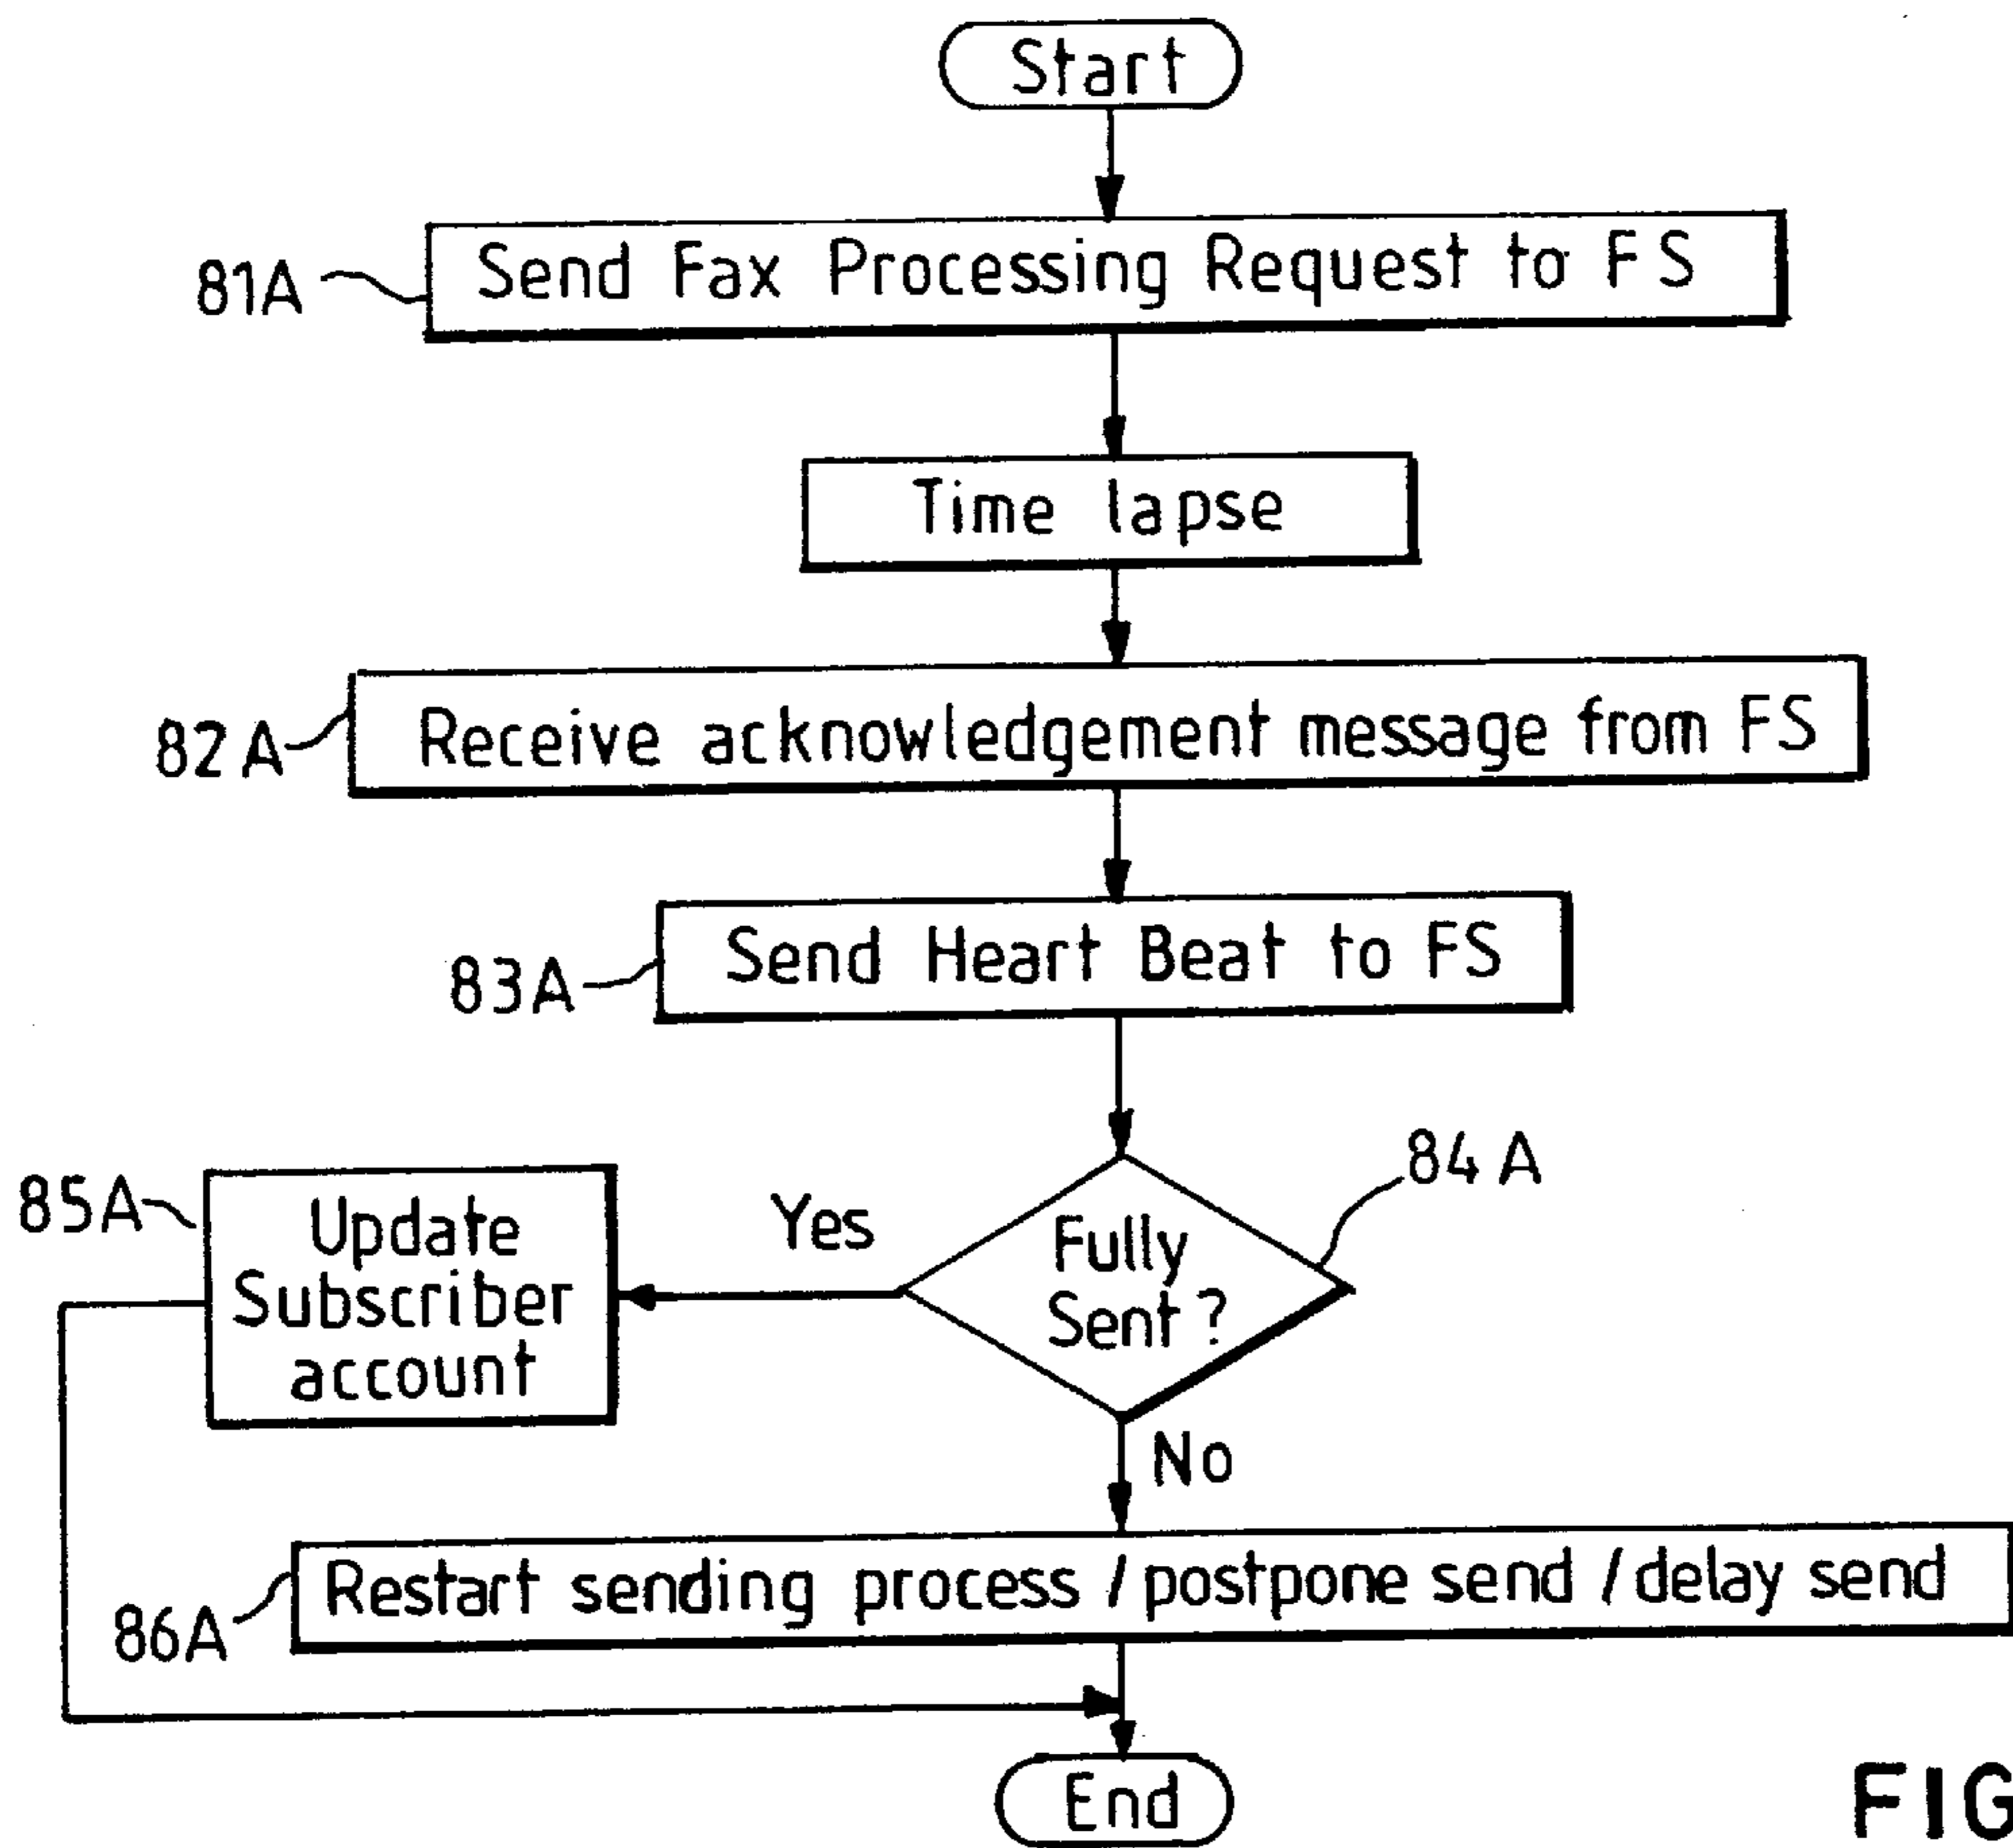 Start
81A
Send Fax Processing Request to FS
Time lapse
82A
Receive acknowledgement message from FS
83A
Send Heart Beat to FS
84A
Fully
Sent?
Yes
85A
Update
Subscriber
account
No
86A
Restart sending process / postpone send / delay send
End
FIG